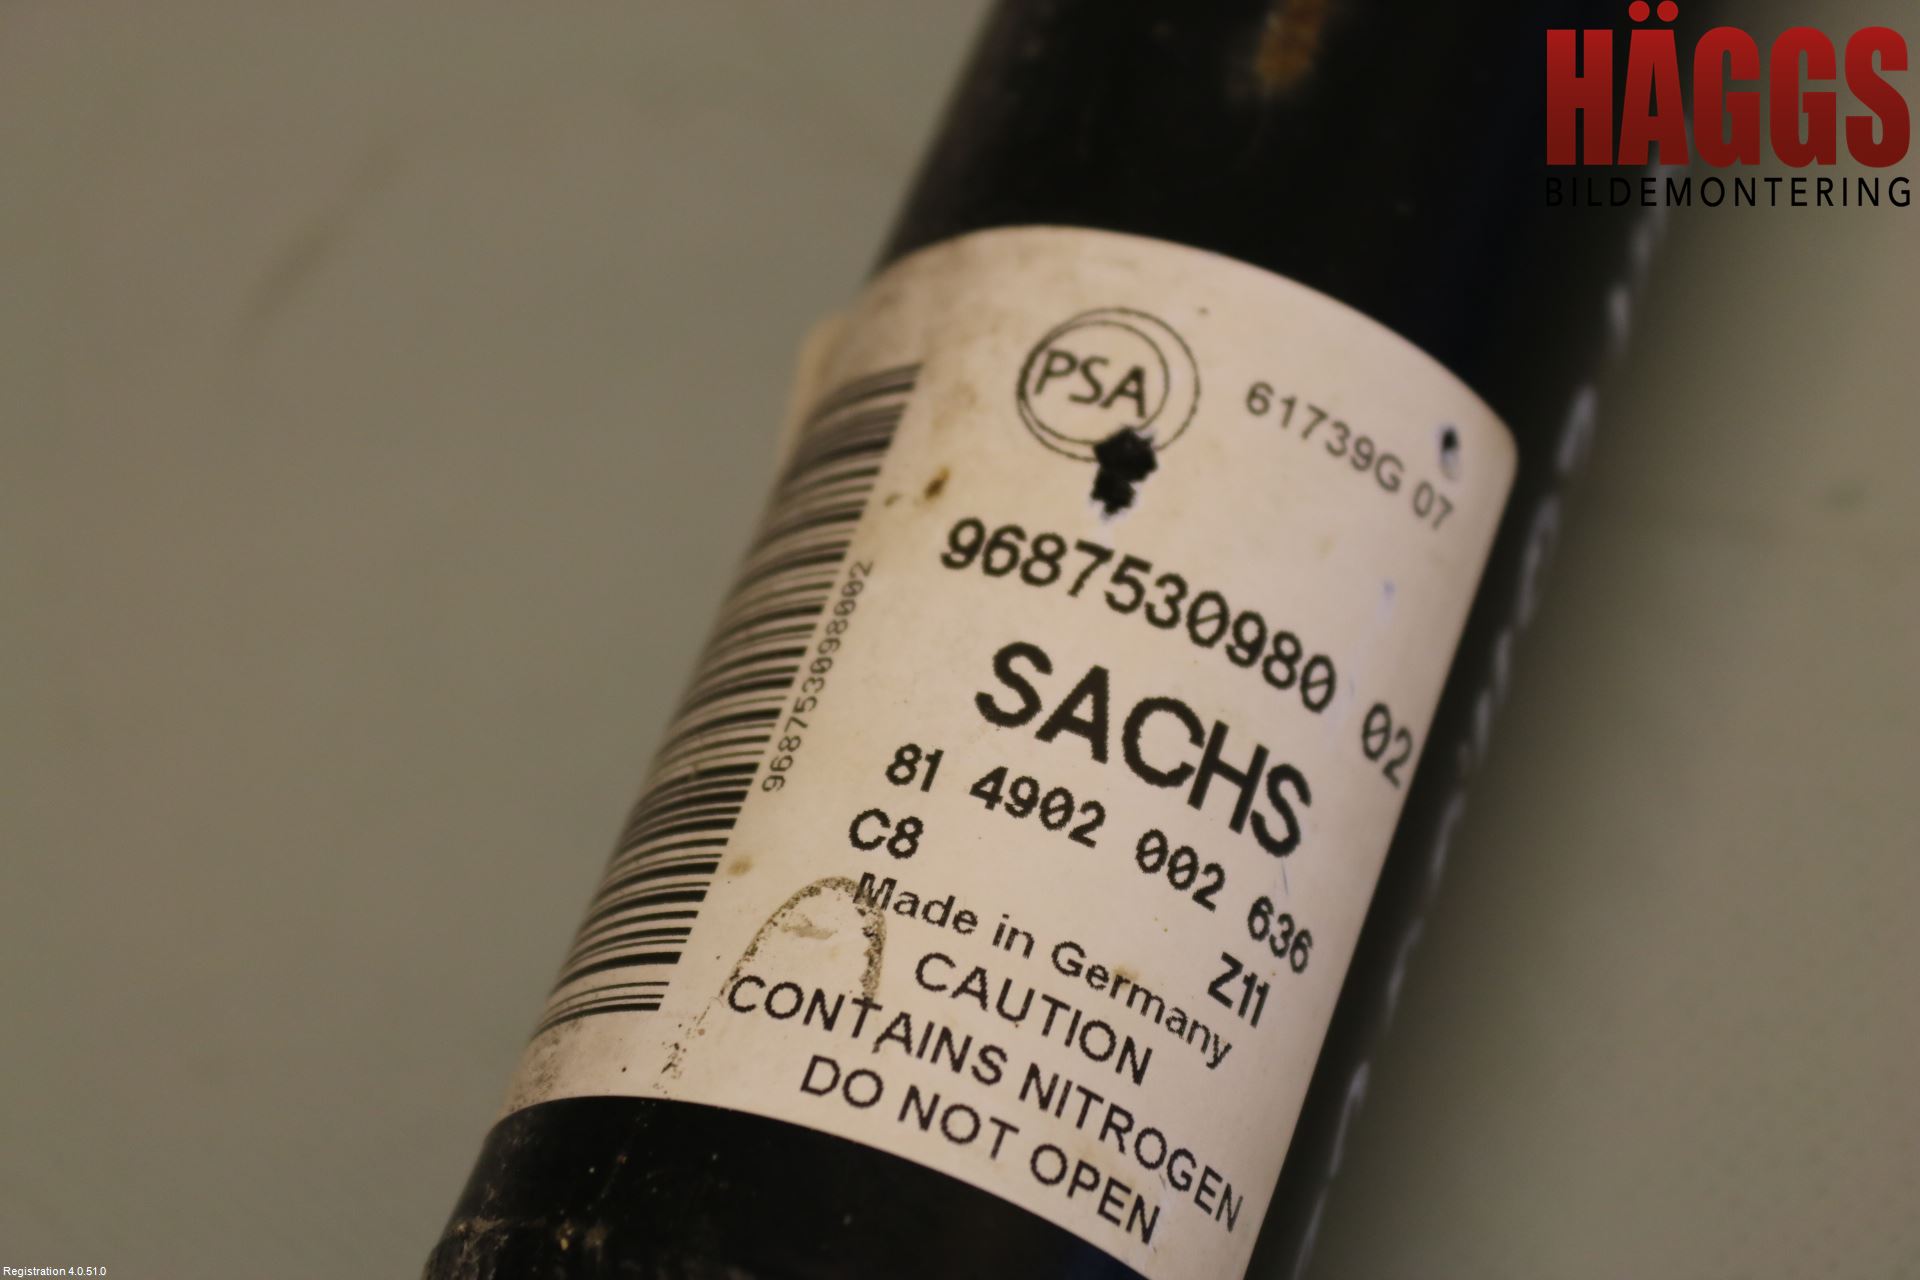 HÄGGS
BILDEMONTERING
PSA
61739G 07
9687530980 02
968753098002
SACHS
81 4902 002 636
C8 Z11
Made in Germany
CAUTION
CONTAINS NITROGEN
DO NOT OPEN
Registration 4.0.51.0